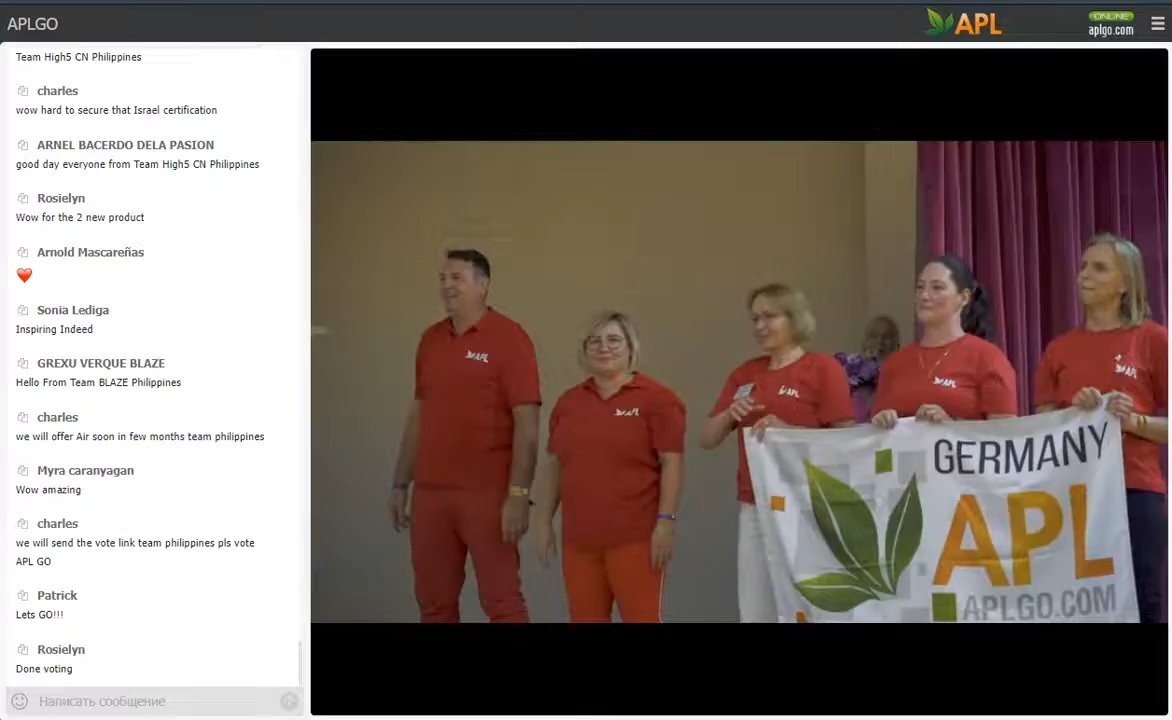 APLGO
APL
ONLINE
aplgo.com
Team High5 CN Philippines
charles
wow hard to secure that Israel certification
ARNEL BACERDO DELA PASION
good day everyone from Team High5 CN Philippines
Rosielyn
Wow for the 2 new product
Arnold Mascareñas
Sonia Lediga
Inspiring Indeed
GREXU VERQUE BLAZE
Hello From Team BLAZE Philippines
charles
we will offer Air soon in few months team philippines
Myra caranyagan
Wow amazing
charles
we will send the vote link team philippines pls vote
APL GO
Patrick
Lets GO!!!
Rosielyn
Done voting
Написать сообщение
APL
APL
APL
APL
APL
GERMANY
APL
APLGO.COM